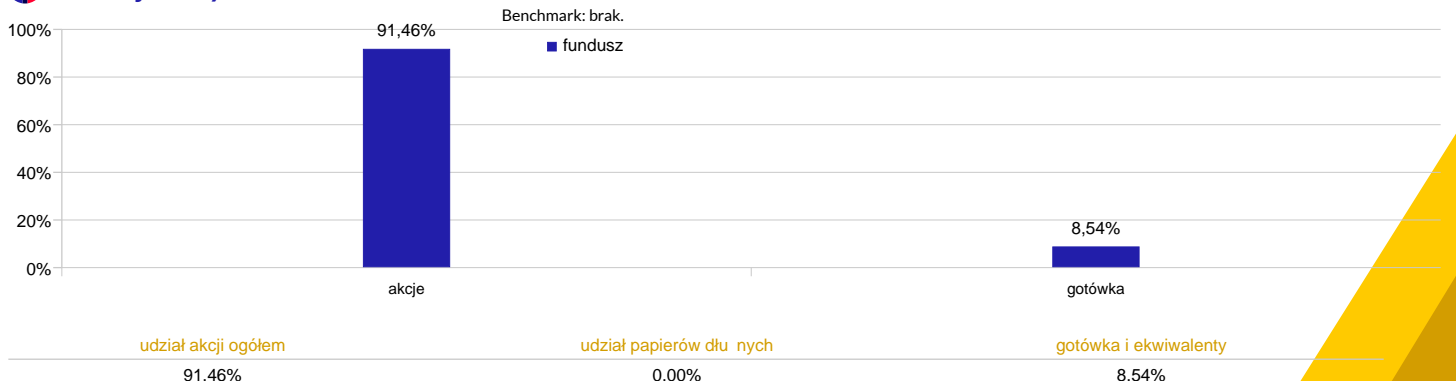 Benchmark: brak.
fundusz
100%
80%
60%
40%
20%
0%
91,46%
8,54%
akcje
gotówka
udział akcji ogółem
udział papierów dłu nych
gotówka i ekwiwalenty
91.46%
0.00%
8.54%